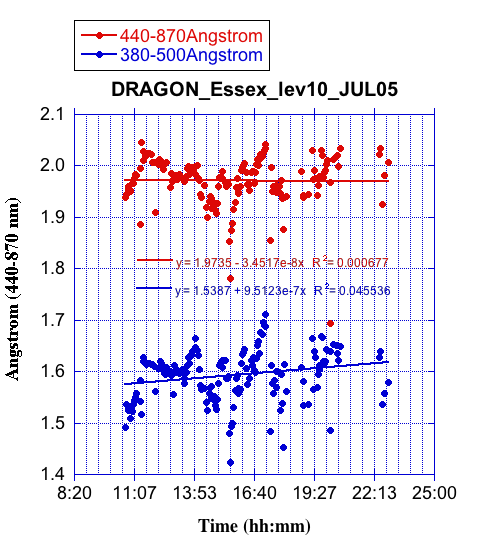 440-870Angstrom
380-500Angstrom
DRAGON_Essex_lev10_JUL05
2.1
2.0
1.9
1.8
1.7
1.6
1.5
1.4
Angstrom (440-870 nm)
y = 1.9735 - 3.4517e-8x R²= 0.000677
y = 1.5387 + 9.5123e-7x R²= 0.045536
8:20 11:07 13:53 16:40 19:27 22:13 25:00
Time (hh:mm)